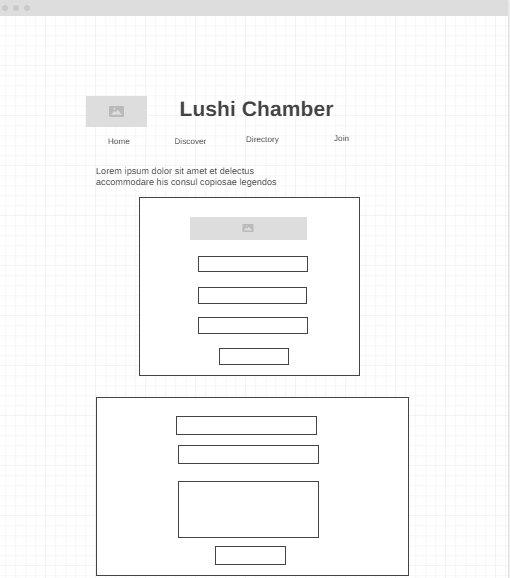 Lushi Chamber
Home Discover Directory Join
Lorem ipsum dolor sit amet et delectus
accommodare his consul copiosae legendos